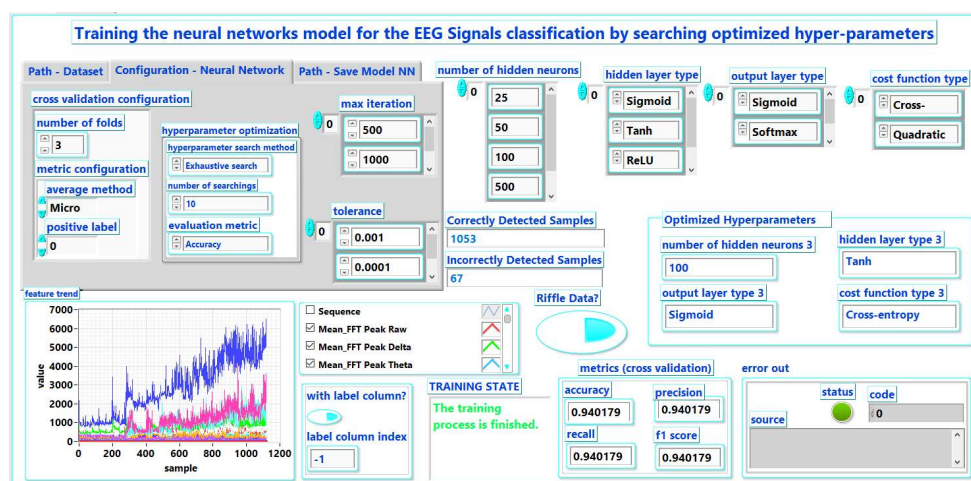 Training the neural networks model for the EEG Signals classification by searching optimized hyper-parameters
Path - Dataset
Configuration - Neural Network
Path - Save Model NN
cross validation configuration
number of folds
3
metric configuration
average method
Micro
positive label
0
hyperparameter optimization
hyperparameter search method
Exhaustive search
number of searchings
10
evaluation metric
Accuracy
max iteration
0
500
1000
tolerance
0
0.001
0.0001
number of hidden neurons
0
25
50
100
500
hidden layer type
0
Sigmoid
Tanh
ReLU
output layer type
0
Sigmoid
Softmax
cost function type
0
Cross-
Quadratic
Correctly Detected Samples
1053
Incorrectly Detected Samples
67
Optimized Hyperparameters
number of hidden neurons 3
100
hidden layer type 3
Tanh
output layer type 3
Sigmoid
cost function type 3
Cross-entropy
feature trend
value
7000
6000
5000
4000
3000
2000
1000
0
0 200 400 600 800 1000 1200
sample
Sequence
Mean_FFT Peak Raw
Mean_FFT Peak Delta
Mean_FFT Peak Theta
Riffle Data?
with label column?
label column index
-1
TRAINING STATE
The training
process is finished.
metrics (cross validation)
accuracy
0.940179
precision
0.940179
recall
0.940179
f1 score
0.940179
error out
status
code
0
source